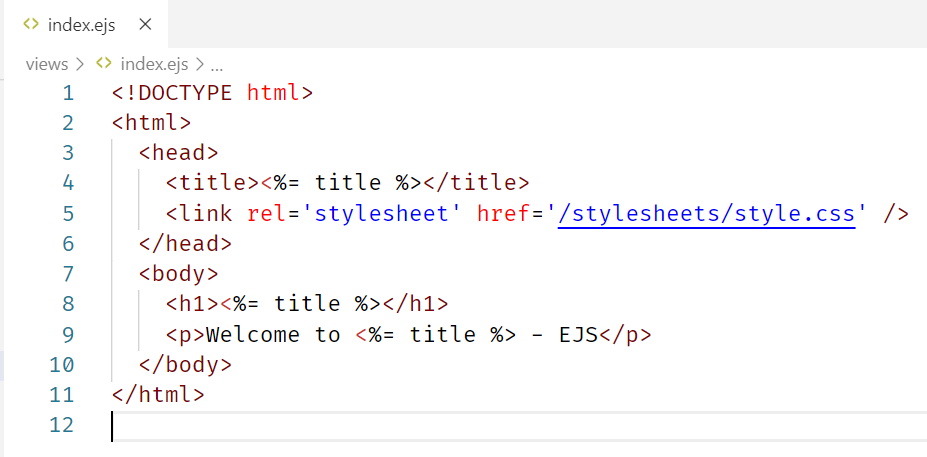 index.ejs
views > index.ejs > ...
1 <!DOCTYPE html>
2 <html>
3   <head>
4     <title><%= title %></title>
5     <link rel='stylesheet' href='/stylesheets/style.css' />
6   </head>
7   <body>
8     <h1><%= title %></h1>
9     <p>Welcome to <%= title %> - EJS</p>
10   </body>
11 </html>
12